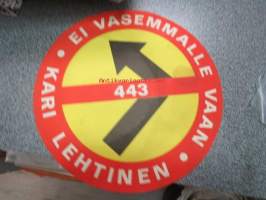 • EI VASEMMALLE VAAN •
443
KARI LEHTINEN